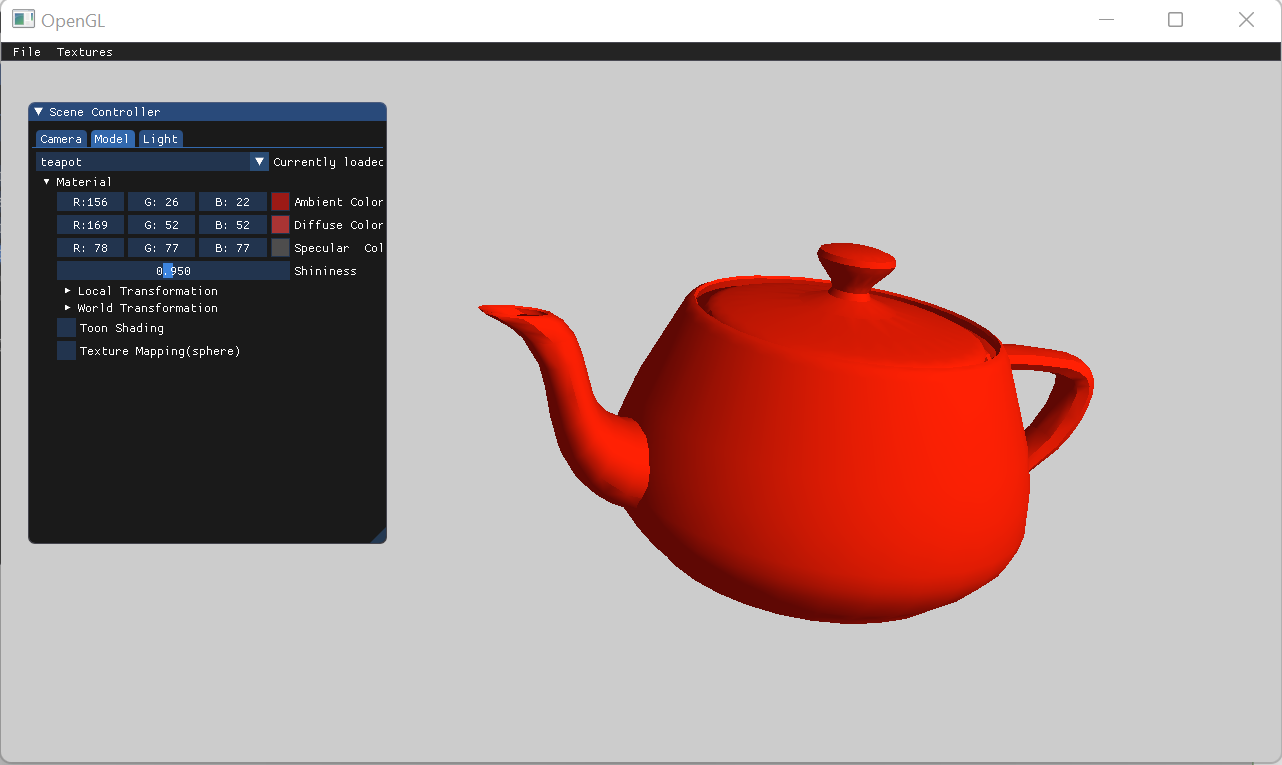 OpenGL
File Textures
Scene Controller
Camera Model Light
teapot Currently loaded
Material
R:156 G: 26 B: 22 Ambient Color
R:169 G: 52 B: 52 Diffuse Color
R: 78 G: 77 B: 77 Specular Col
0.950 Shininess
Local Transformation
World Transformation
Toon Shading
Texture Mapping(sphere)